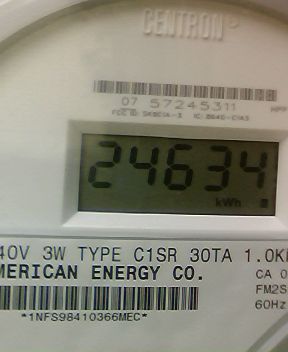 CENTRON
07 57245311
24634
kWh
40V 3W TYPE C1SR 30TA 1.0K
MERICAN ENERGY CO.
CA 0
FM2S
60Hz
*1NFS98410366MEC*